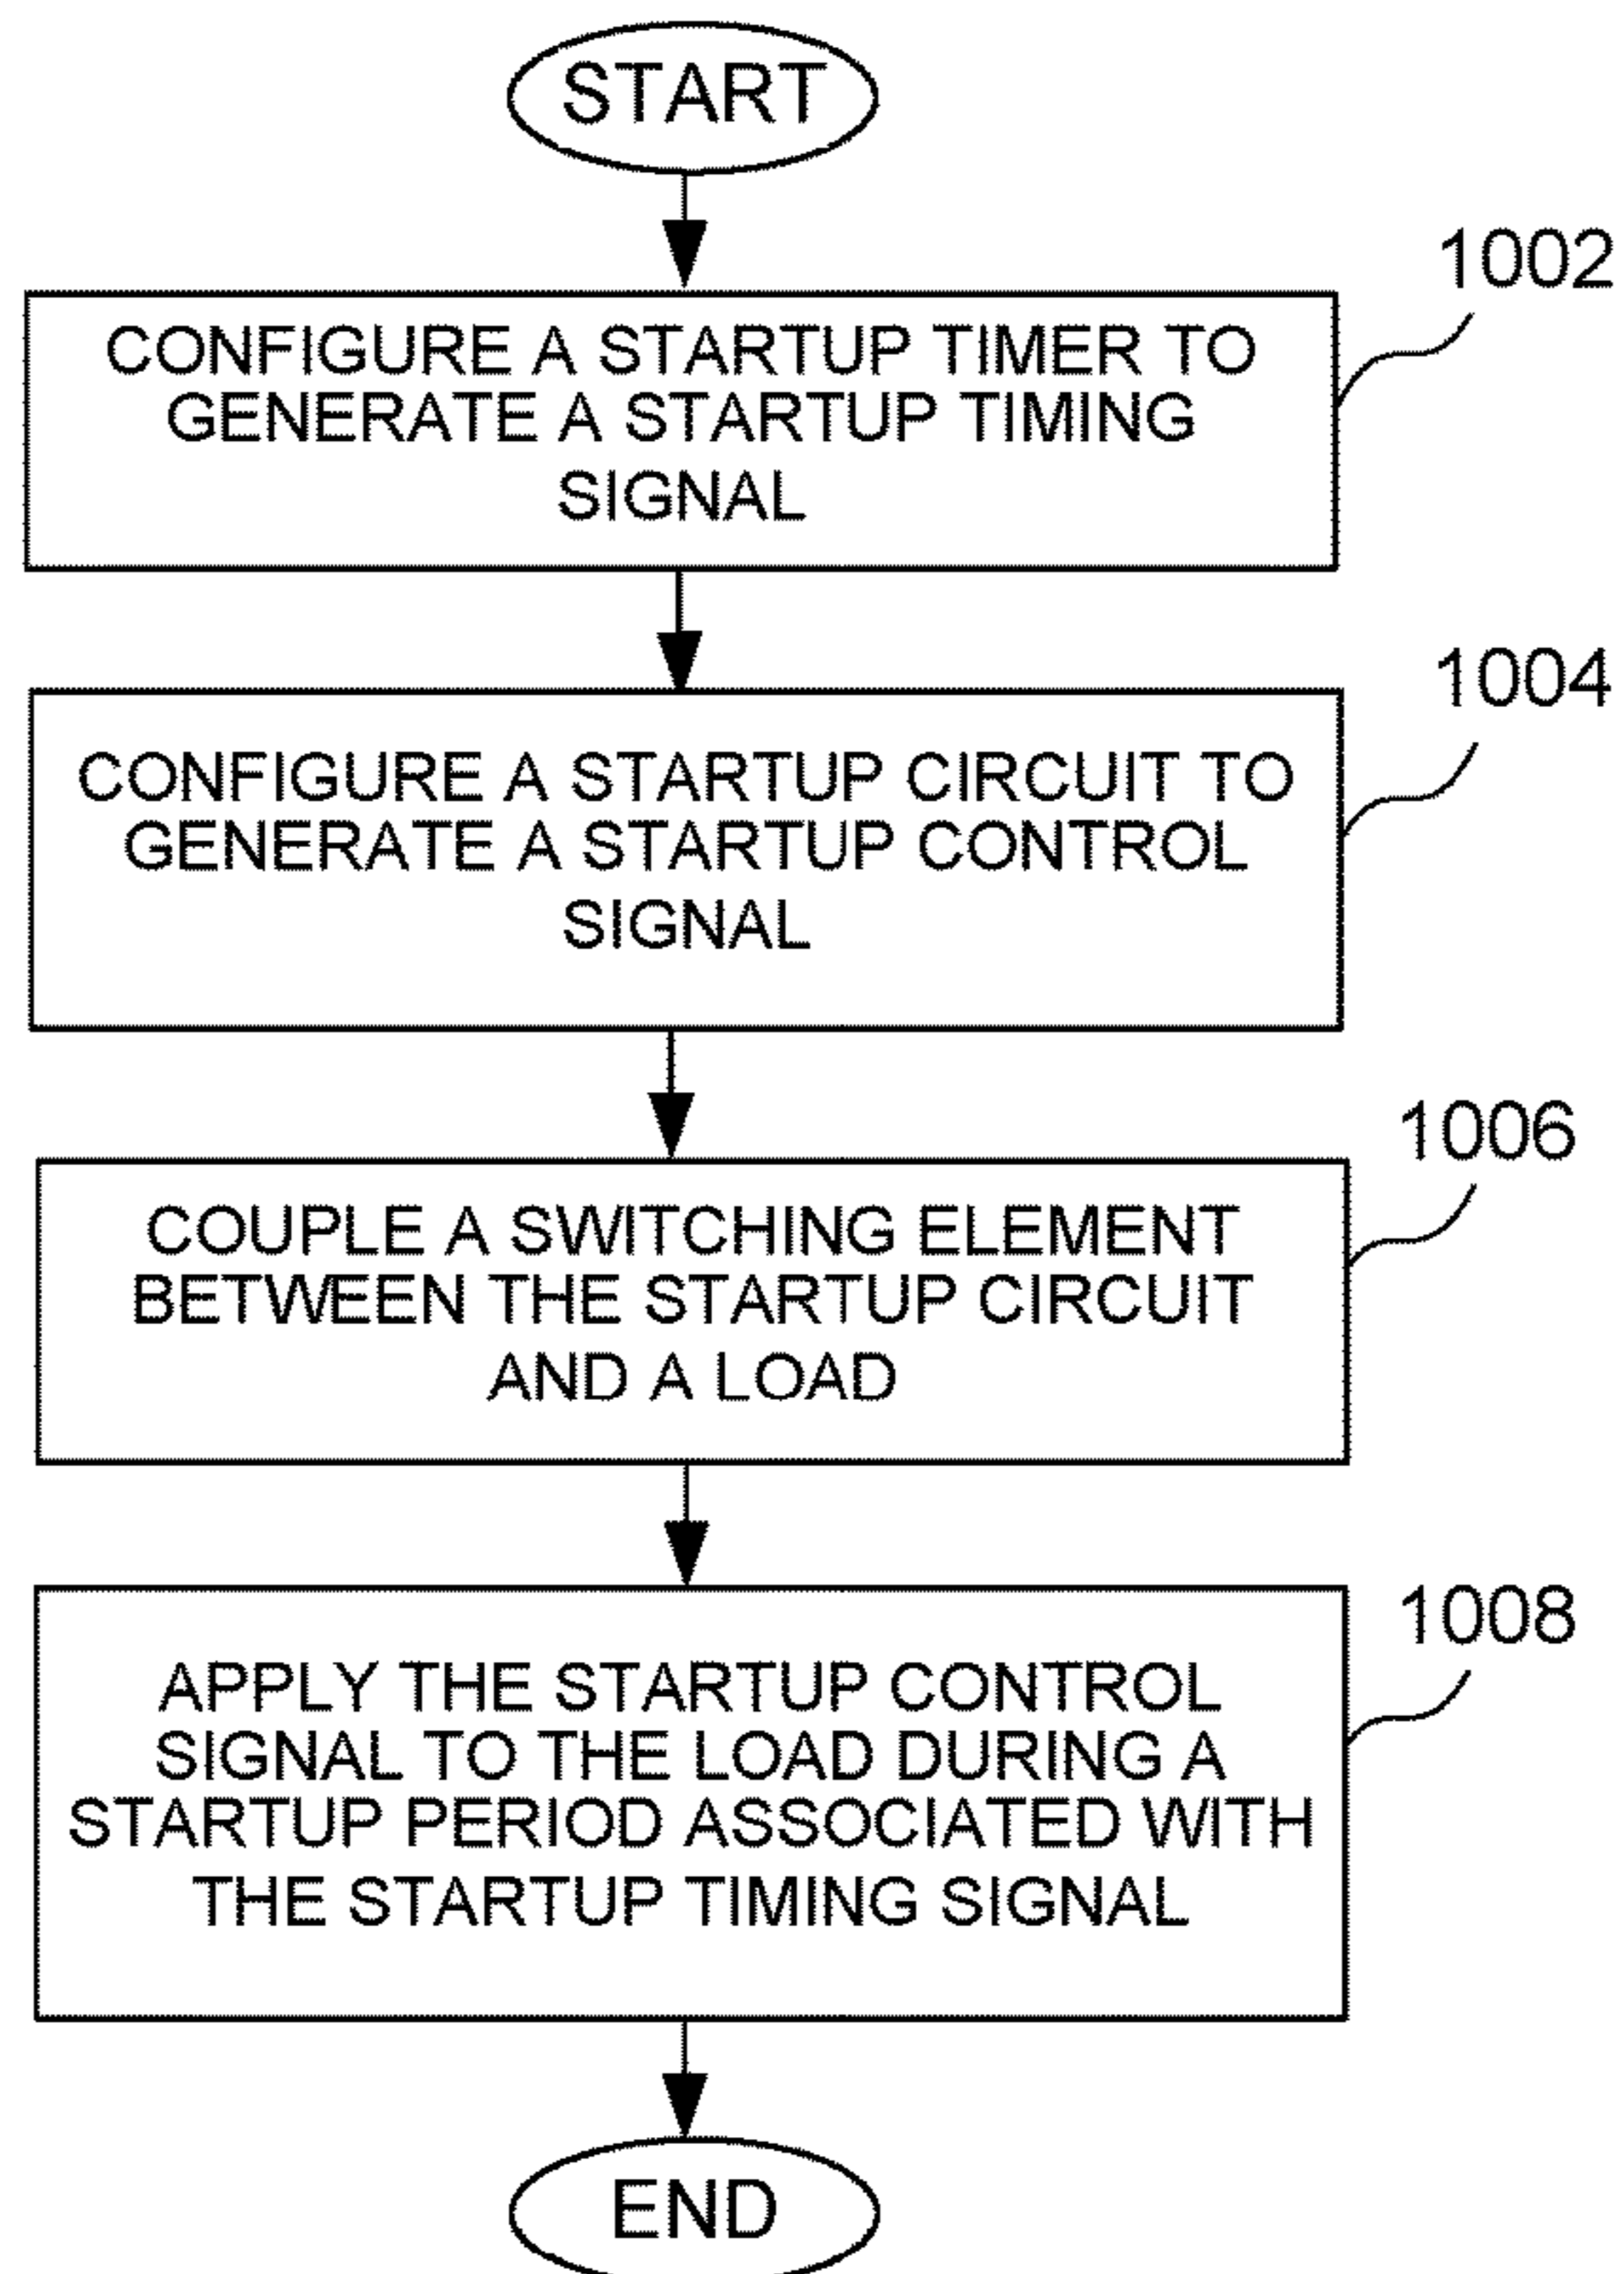 START
1002
CONFIGURE A STARTUP TIMER TO
GENERATE A STARTUP TIMING
SIGNAL
1004
CONFIGURE A STARTUP CIRCUIT TO
GENERATE A STARTUP CONTROL
SIGNAL
1006
COUPLE A SWITCHING ELEMENT
BETWEEN THE STARTUP CIRCUIT
AND A LOAD
1008
APPLY THE STARTUP CONTROL
SIGNAL TO THE LOAD DURING A
STARTUP PERIOD ASSOCIATED WITH
THE STARTUP TIMING SIGNAL
END